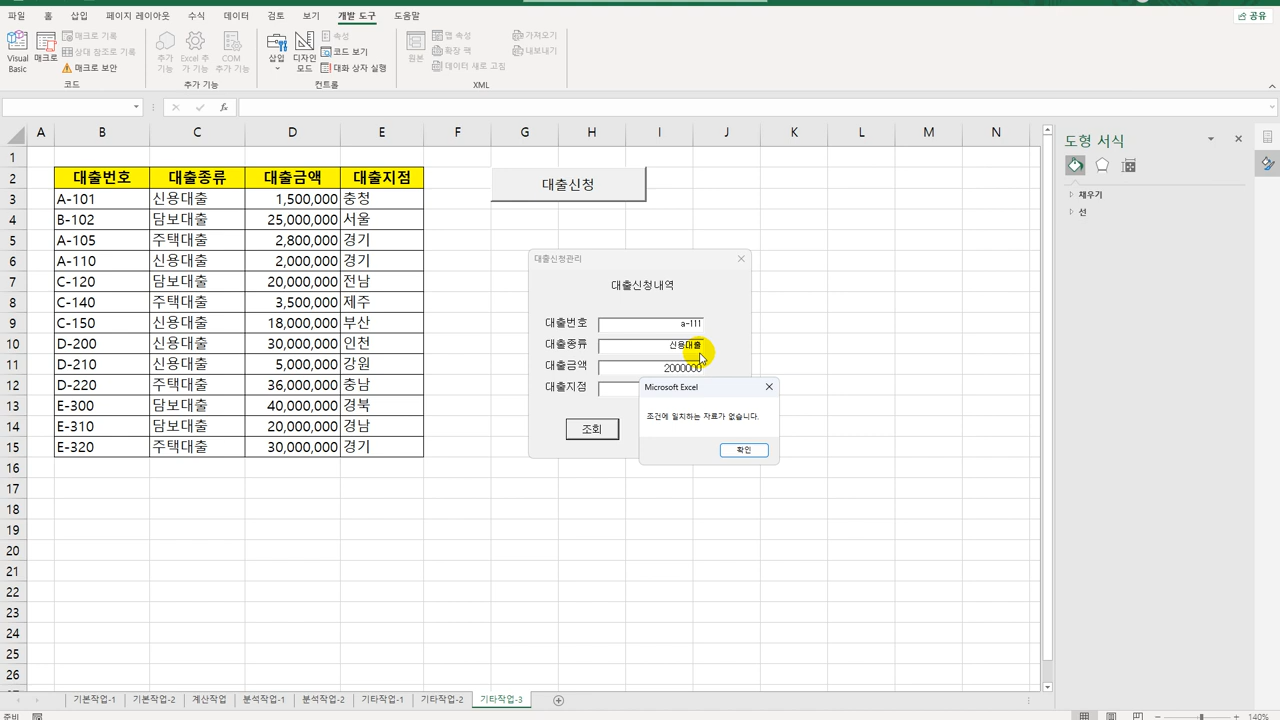 파일 홈 삽입 페이지 레이아웃 수식 데이터 검토 보기 개발 도구 도움말 공유
Visual Basic
매크로
매크로 기록
상대 참조로 기록
매크로 보안
코드
추가 기능
Excel 추가 기능
COM 추가 기능
추가 기능
삽입
디자인 모드
속성
코드 보기
대화 상자 실행
컨트롤
원본
맵 속성
확장 팩
데이터 새로 고침
가져오기
내보내기
XML
fx
A B C D E F G H I J K L M N
1
2 대출번호 대출종류 대출금액 대출지점
3 A-101 신용대출 1,500,000 충청
4 B-102 담보대출 25,000,000 서울
5 A-105 주택대출 2,800,000 경기
6 A-110 신용대출 2,000,000 경기
7 C-120 담보대출 20,000,000 전남
8 C-140 주택대출 3,500,000 제주
9 C-150 신용대출 18,000,000 부산
10 D-200 신용대출 30,000,000 인천
11 D-210 신용대출 5,000,000 강원
12 D-220 주택대출 36,000,000 충남
13 E-300 담보대출 40,000,000 경북
14 E-310 담보대출 20,000,000 경남
15 E-320 주택대출 30,000,000 경기
16
17
18
19
20
21
22
23
24
25
26
대출신청
대출신청관리
대출신청내역
대출번호 a-111
대출종류 신용대출
대출금액 2000000
대출지점
조회
Microsoft Excel
조건에 일치하는 자료가 없습니다.
확인
도형 서식
채우기
선
기본작업-1 기본작업-2 계산작업 분석작업-1 분석작업-2 기타작업-1 기타작업-2 기타작업-3
준비 140%